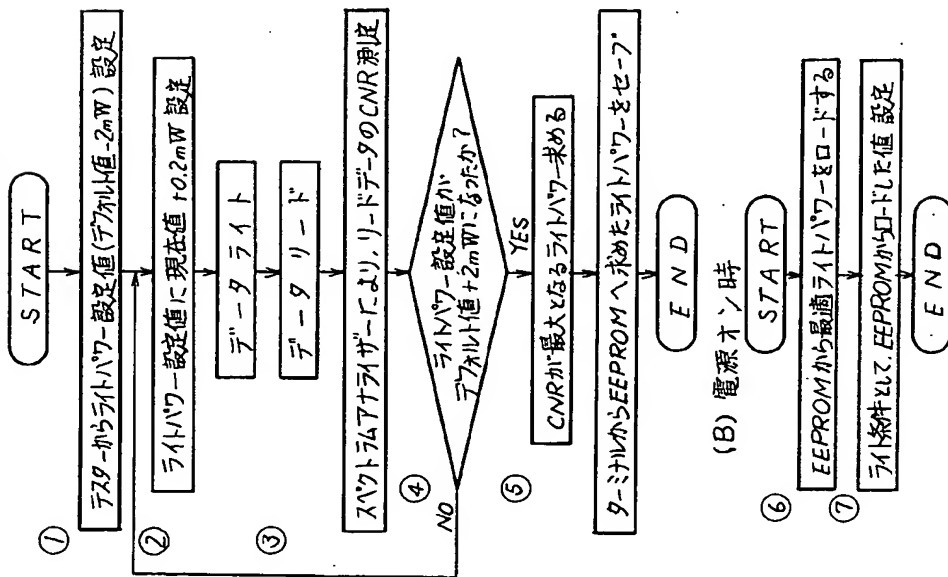 START
① テスターからライトパワー設定値(デフォルト値-2mW)設定
② ライトパワー設定値に現在値+0.2mW設定
③ データライト
データリード
スペクトラムアナライザーにより、リードデータのCNR測定
④ ライトパワー設定値が
デフォルト値+2mWになったか?
NO
YES
⑤ CNRが最大となるライトパワー求める
ターミナルからEEPROMへ求めたライトパワーをセーブ
END
(B) 電源オン時
START
⑥ EEPROMから最適ライトパワーをロードする
⑦ ライト条件として、EEPROMからロードした値設定
END